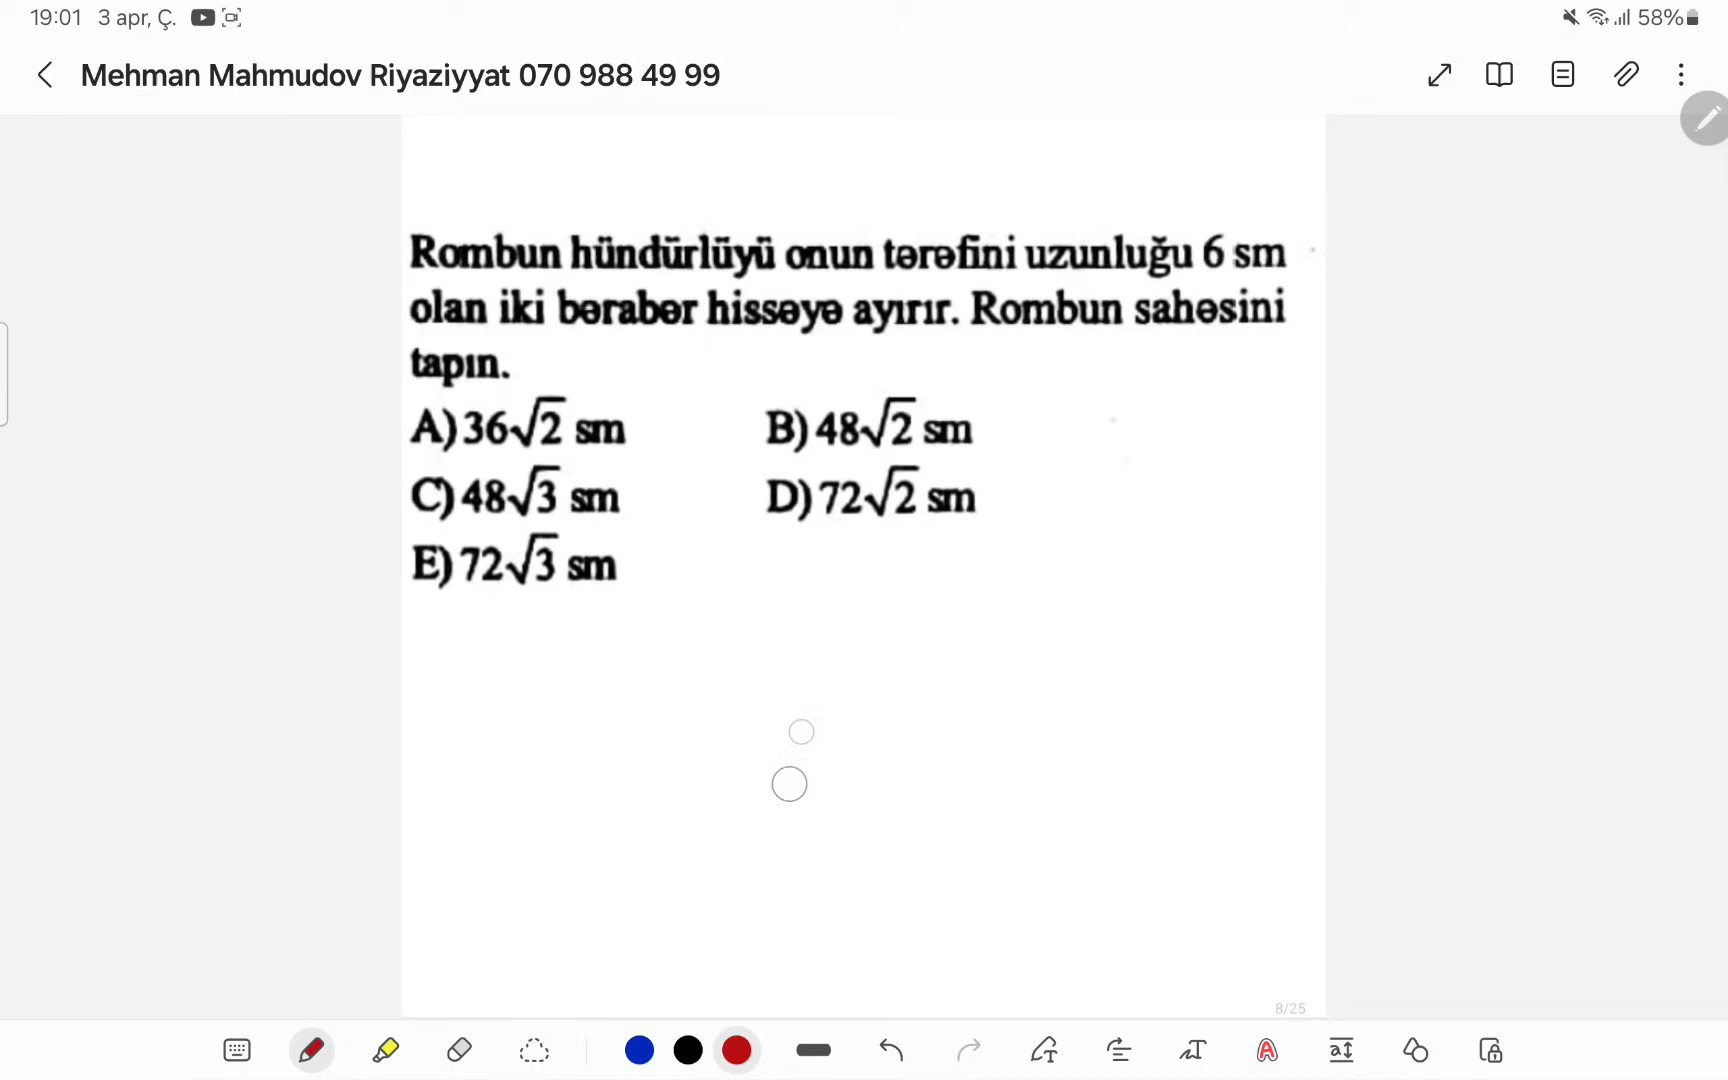 19:01 3 apr, Ç. 58%
Mehman Mahmudov Riyaziyyat 070 988 49 99
Rombun hündürlüyü onun tərəfini uzunluğu 6 sm
olan iki bərabər hissəyə ayırır. Rombun sahəsini
tapın.
A) 36√2 sm B) 48√2 sm
C) 48√3 sm D) 72√2 sm
E) 72√3 sm
8/25